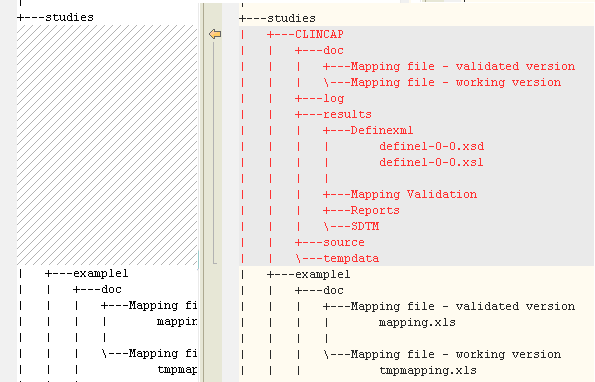 |
+---studies
|   +---example1
|   |   +---doc
|   |   |   +---Mapping fi
|   |   |   |       mappin
|   |   |   |
|   |   |   \---Mapping fi
|   |   |           tmpmap
|
+---studies
|   +---CLINCAP
|   |   +---doc
|   |   |   +---Mapping file - validated version
|   |   |   \---Mapping file - working version
|   |   +---log
|   |   +---results
|   |   |   +---Definexml
|   |   |   |       define1-0-0.xsd
|   |   |   |       define1-0-0.xsl
|   |   |   |
|   |   |   +---Mapping Validation
|   |   |   +---Reports
|   |   |   \---SDTM
|   |   +---source
|   |   \---tempdata
|   +---example1
|   |   +---doc
|   |   |   +---Mapping file - validated version
|   |   |   |       mapping.xls
|   |   |   |
|   |   |   \---Mapping file - working version
|   |   |           tmpmapping.xls